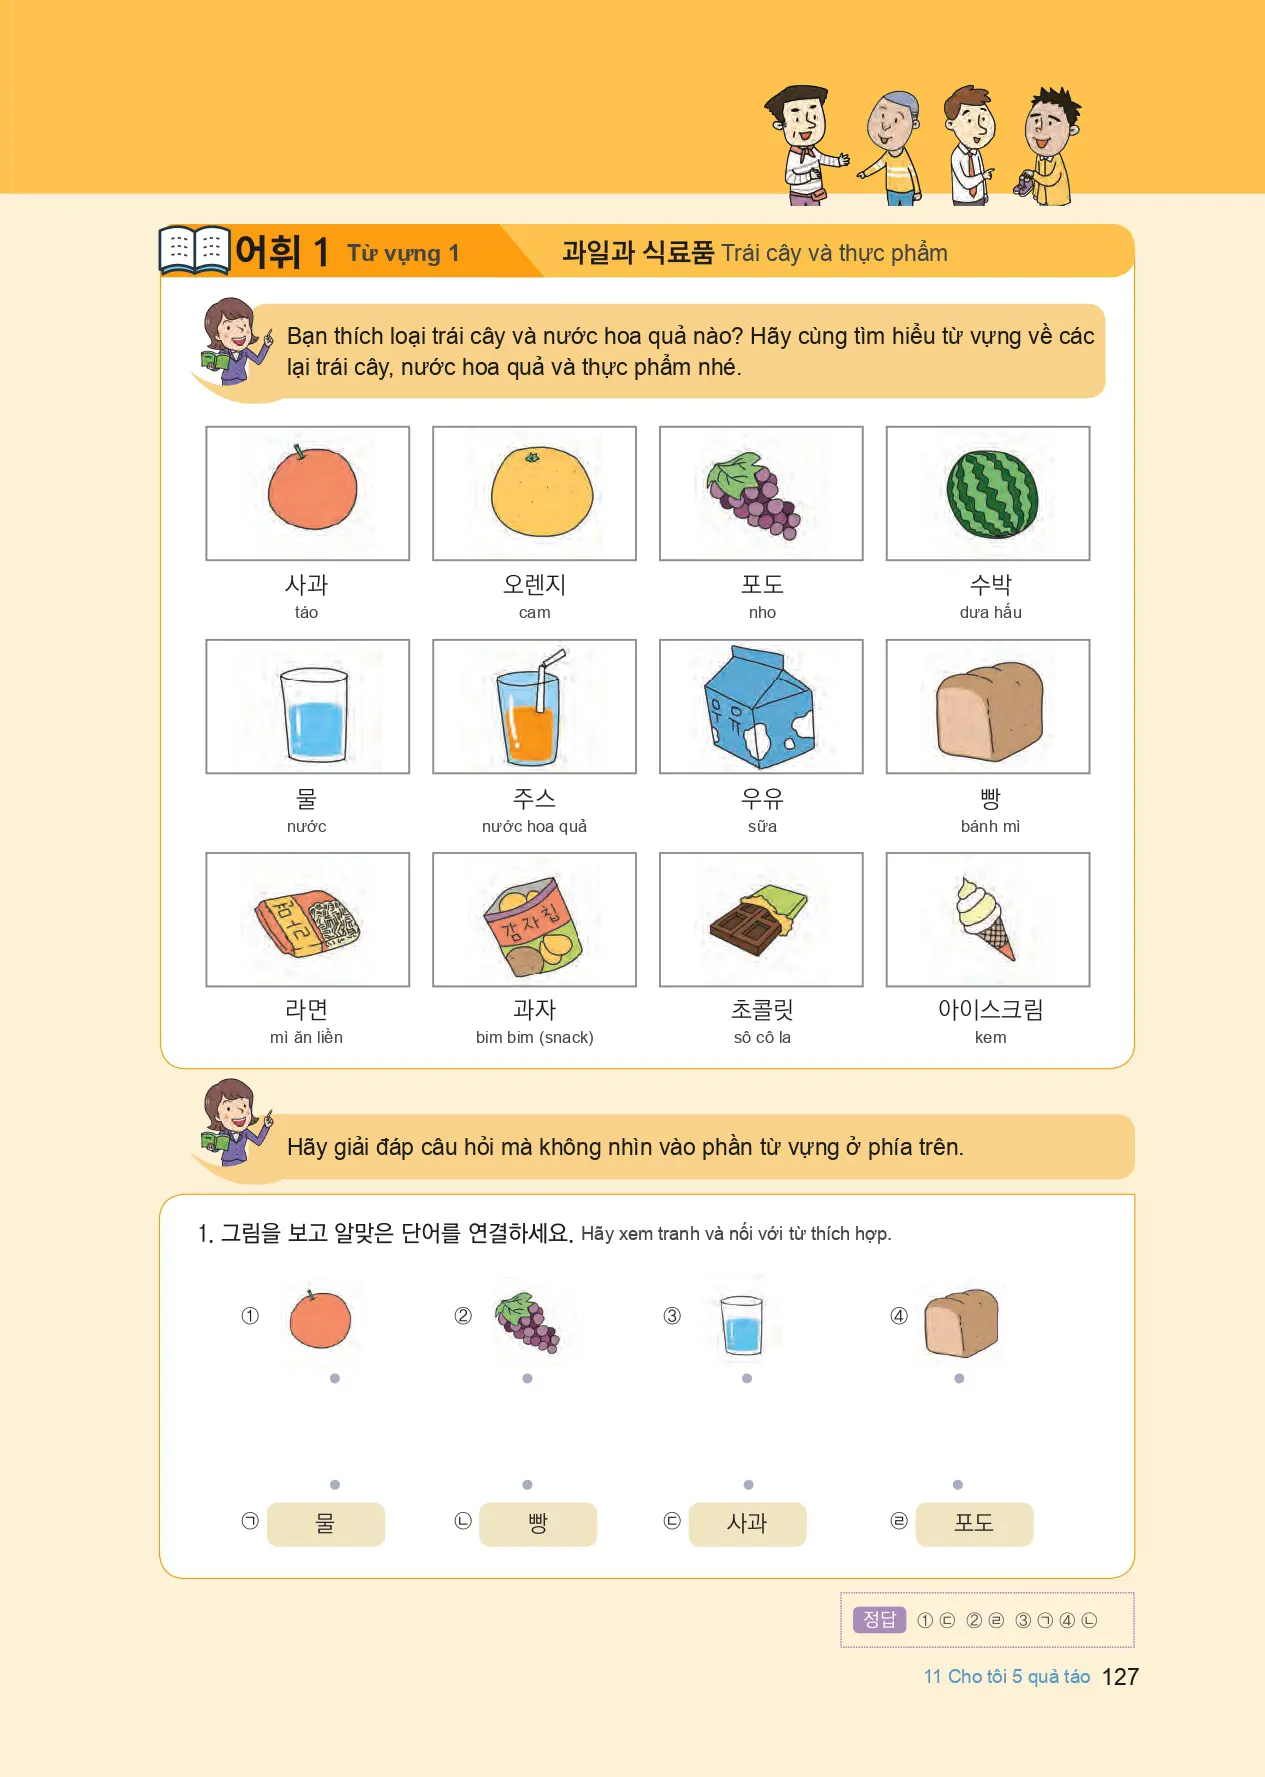 어휘 1 Từ vựng 1 과일과 식료품 Trái cây và thực phẩm
Bạn thích loại trái cây và nước hoa quả nào? Hãy cùng tìm hiểu từ vựng về các
lại trái cây, nước hoa quả và thực phẩm nhé.
사과 오렌지 포도 수박
táo cam nho dưa hấu
우유
물 주스 우유 빵
nước nước hoa quả sữa bánh mì
감자칩
라면 과자 초콜릿 아이스크림
mì ăn liền bim bim (snack) sô cô la kem
Hãy giải đáp câu hỏi mà không nhìn vào phần từ vựng ở phía trên.
1. 그림을 보고 알맞은 단어를 연결하세요. Hãy xem tranh và nối với từ thích hợp.
① ② ③ ④
㉠ 물 ㉡ 빵 ㉢ 사과 ㉣ 포도
정답 ① ㉢ ② ㉣ ③ ㉠ ④ ㉡
11 Cho tôi 5 quả táo 127